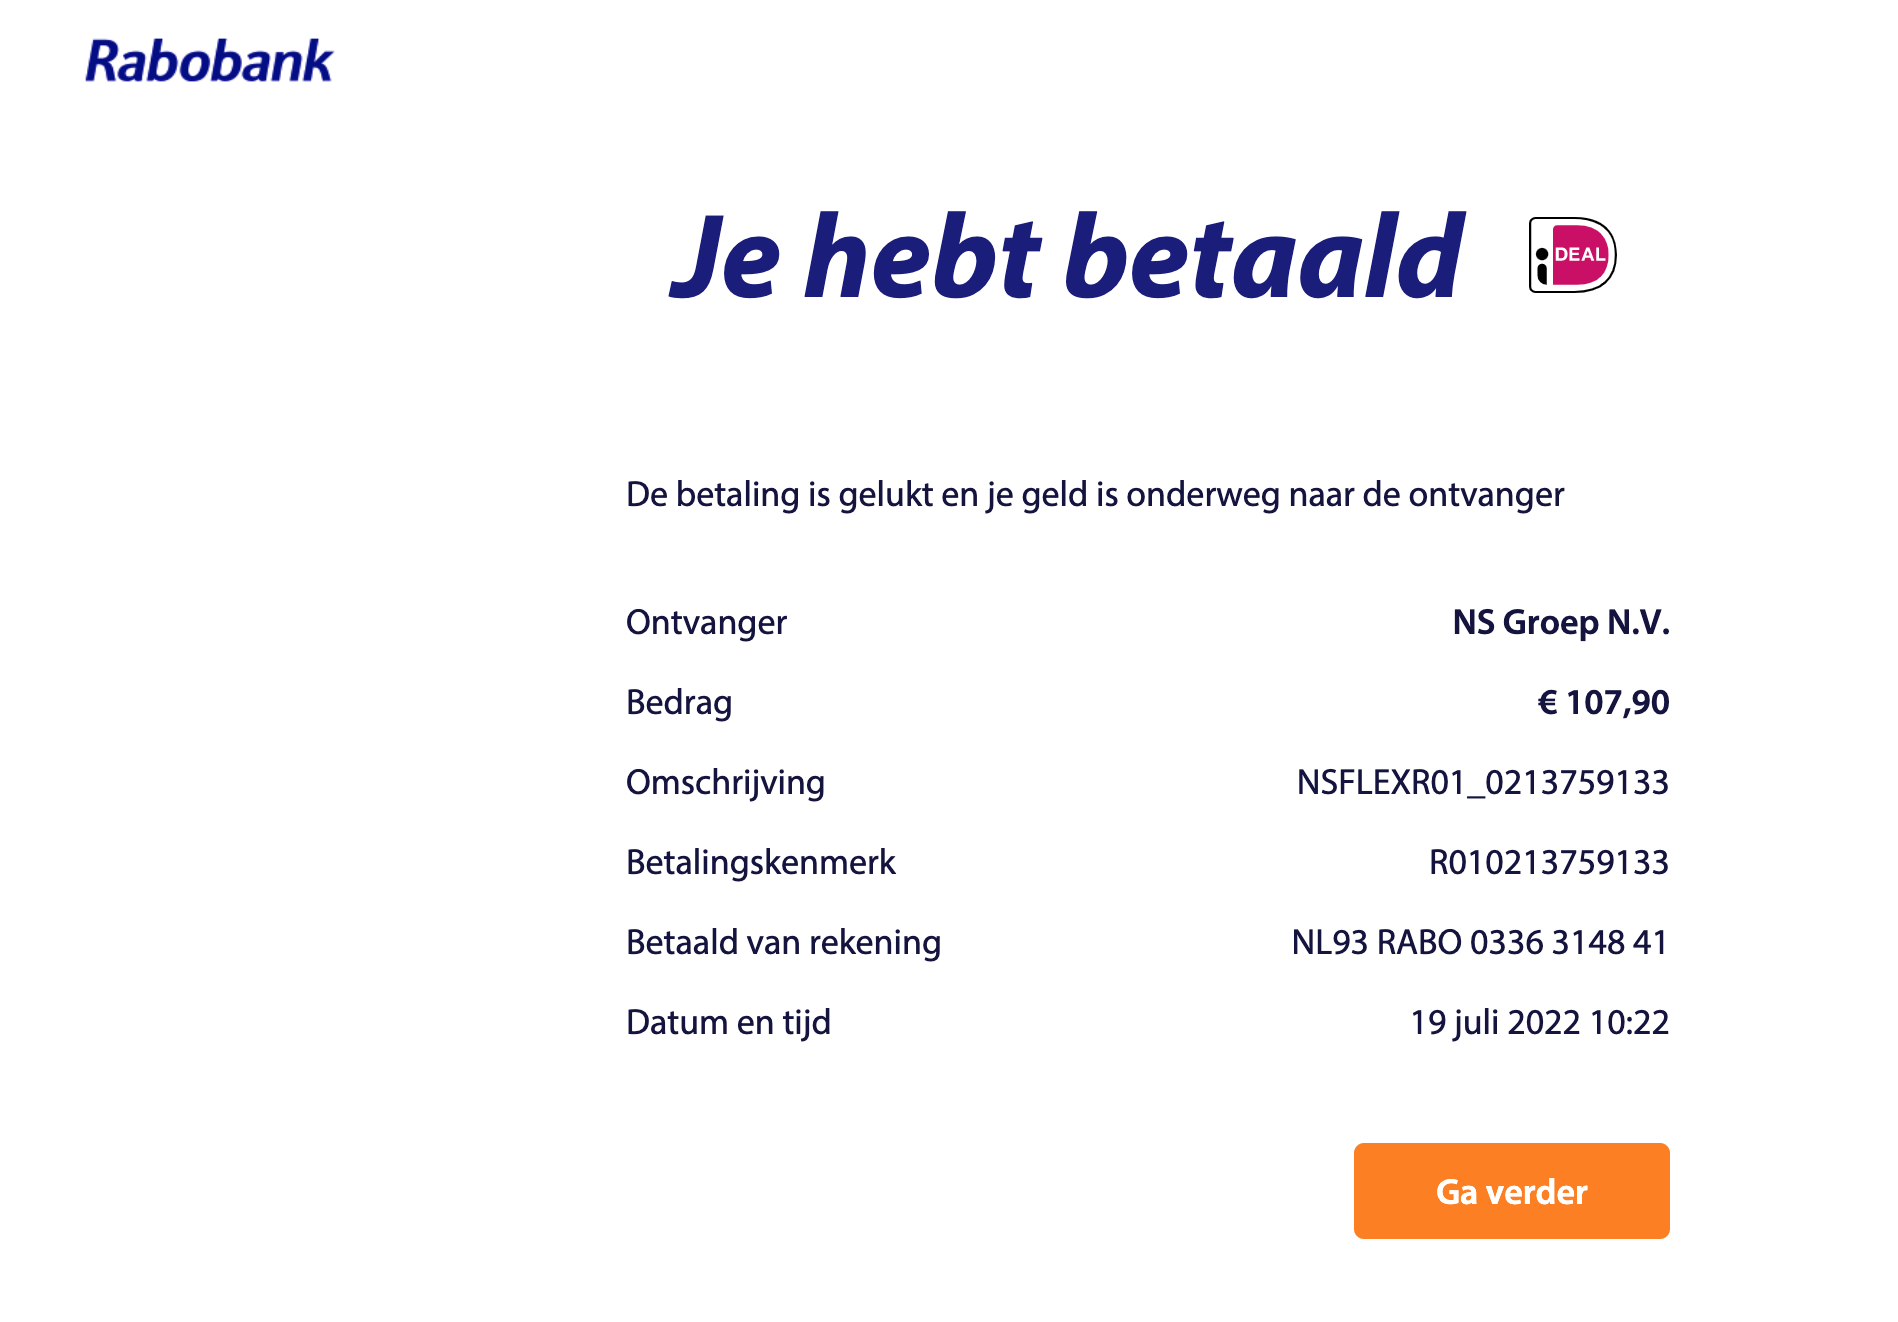 Rabobank
Je hebt betaald
iDEAL
De betaling is gelukt en je geld is onderweg naar de ontvanger
Ontvanger NS Groep N.V.
Bedrag € 107,90
Omschrijving NSFLEXR01_0213759133
Betalingskenmerk R010213759133
Betaald van rekening NL93 RABO 0336 3148 41
Datum en tijd 19 juli 2022 10:22
Ga verder